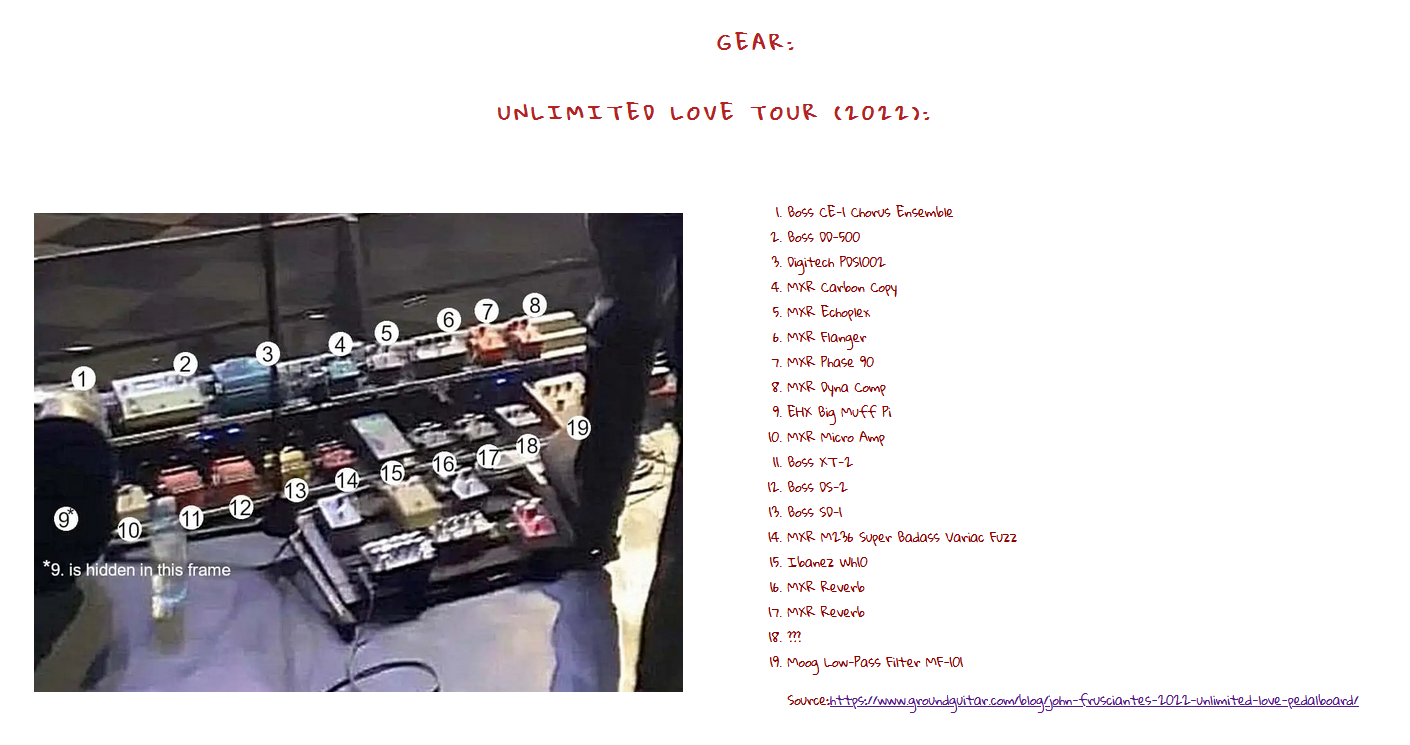 GEAR:
UNLIMITED LOVE TOUR (2022):
1. Boss CE-1 Chorus Ensemble
2. Boss DD-500
3. Digitech PDS1002
4. MXR Carbon Copy
5. MXR Echoplex
6. MXR Flanger
7. MXR Phase 90
8. MXR Dyna Comp
9. EHX Big Muff Pi
10. MXR Micro Amp
11. Boss XT-2
12. Boss DS-2
13. Boss SD-1
14. MXR M236 Super Badass Variac Fuzz
15. Ibanez Wh10
16. MXR Reverb
17. MXR Reverb
18. ???
19. Moog Low-Pass Filter MF-101
Source:https://www.groundguitar.com/blog/john-frusciantes-2022-unlimited-love-pedalboard/
1
2
3
4
5
6
7
8
9*
10
11
12
13
14
15
16
17
18
19
*9. is hidden in this frame